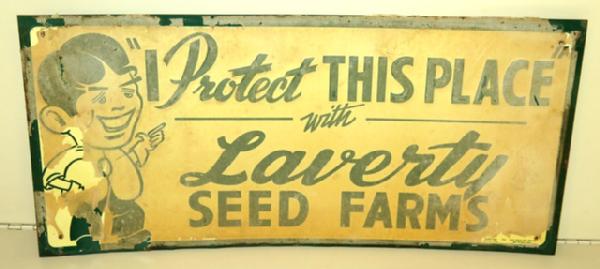 "I Protect THIS PLACE"
with
Laverty
SEED FARMS